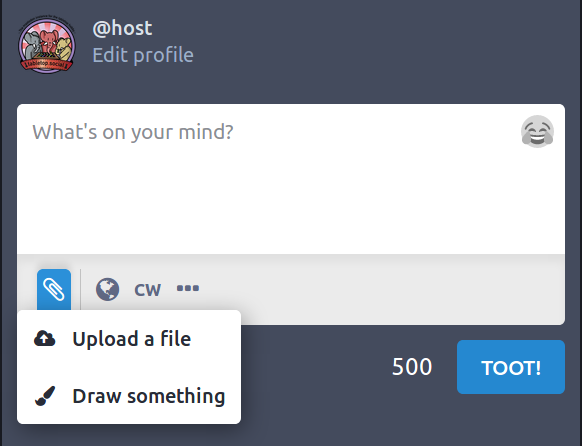 @host
Edit profile
What's on your mind?
CW
Upload a file
Draw something
500
TOOT!
tabletop.social